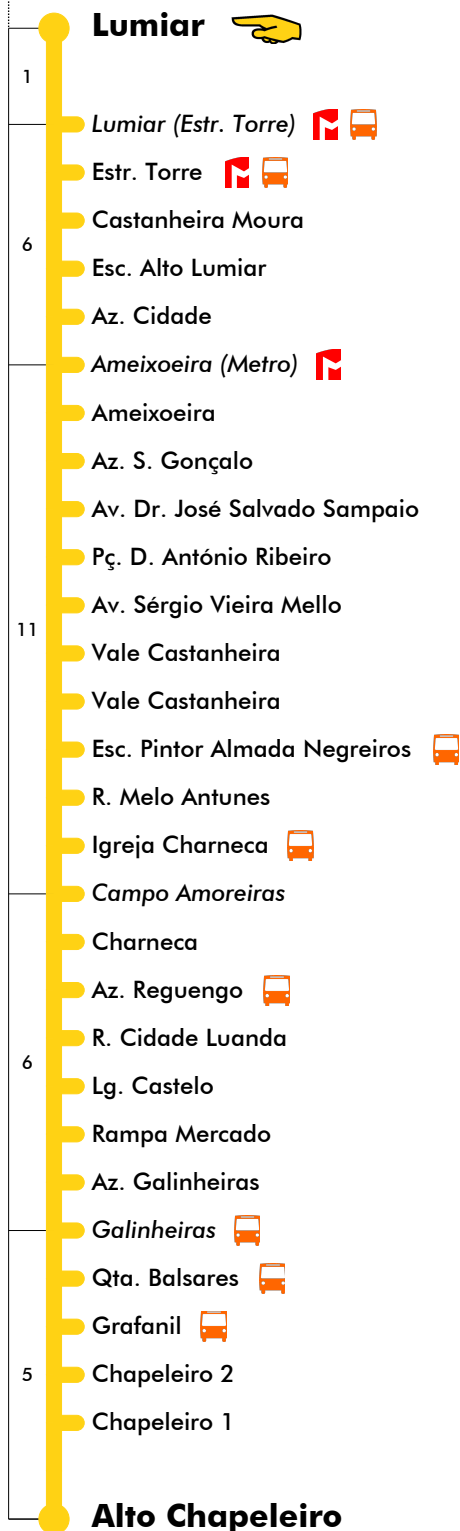 Lumiar
1
Lumiar (Estr. Torre)
Estr. Torre
Castanheira Moura
6
Esc. Alto Lumiar
Az. Cidade
Ameixoeira (Metro)
Ameixoeira
Az. S. Gonçalo
Av. Dr. José Salvado Sampaio
Pç. D. António Ribeiro
Av. Sérgio Vieira Mello
11
Vale Castanheira
Vale Castanheira
Esc. Pintor Almada Negreiros
R. Melo Antunes
Igreja Charneca
Campo Amoreiras
Charneca
Az. Reguengo
R. Cidade Luanda
6
Lg. Castelo
Rampa Mercado
Az. Galinheiras
Galinheiras
Qta. Balsares
Grafanil
5
Chapeleiro 2
Chapeleiro 1
Alto Chapeleiro